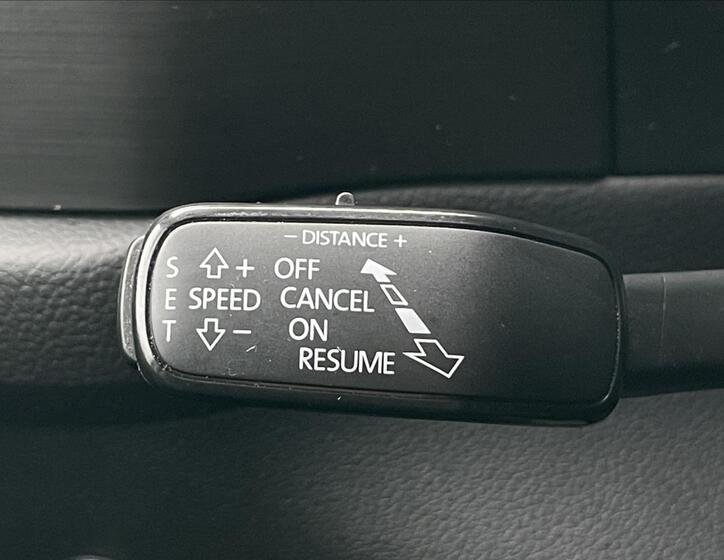 − DISTANCE +
S + OFF
E SPEED CANCEL
T − ON
RESUME